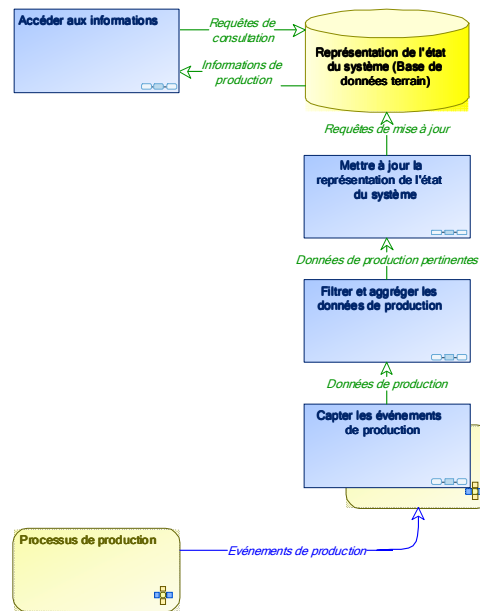 Accéder aux informations
Requêtes de
consultation
Informations de
production
Représentation de l'état
du système (Base de
données terrain)
Requêtes de mise à jour
Mettre à jour la
représentation de l'état
du système
Données de production pertinentes
Filtrer et aggréger les
données de production
Données de production
Capter les événements
de production
Processus de production
Evénements de production